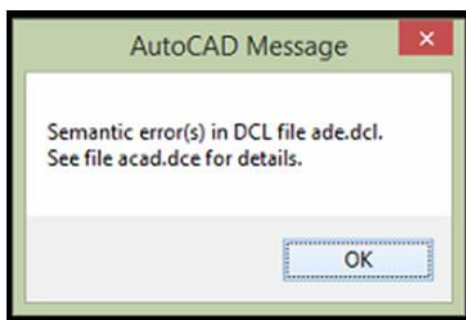 AutoCAD Message
Semantic error(s) in DCL file ade.dcl.
See file acad.dce for details.
OK